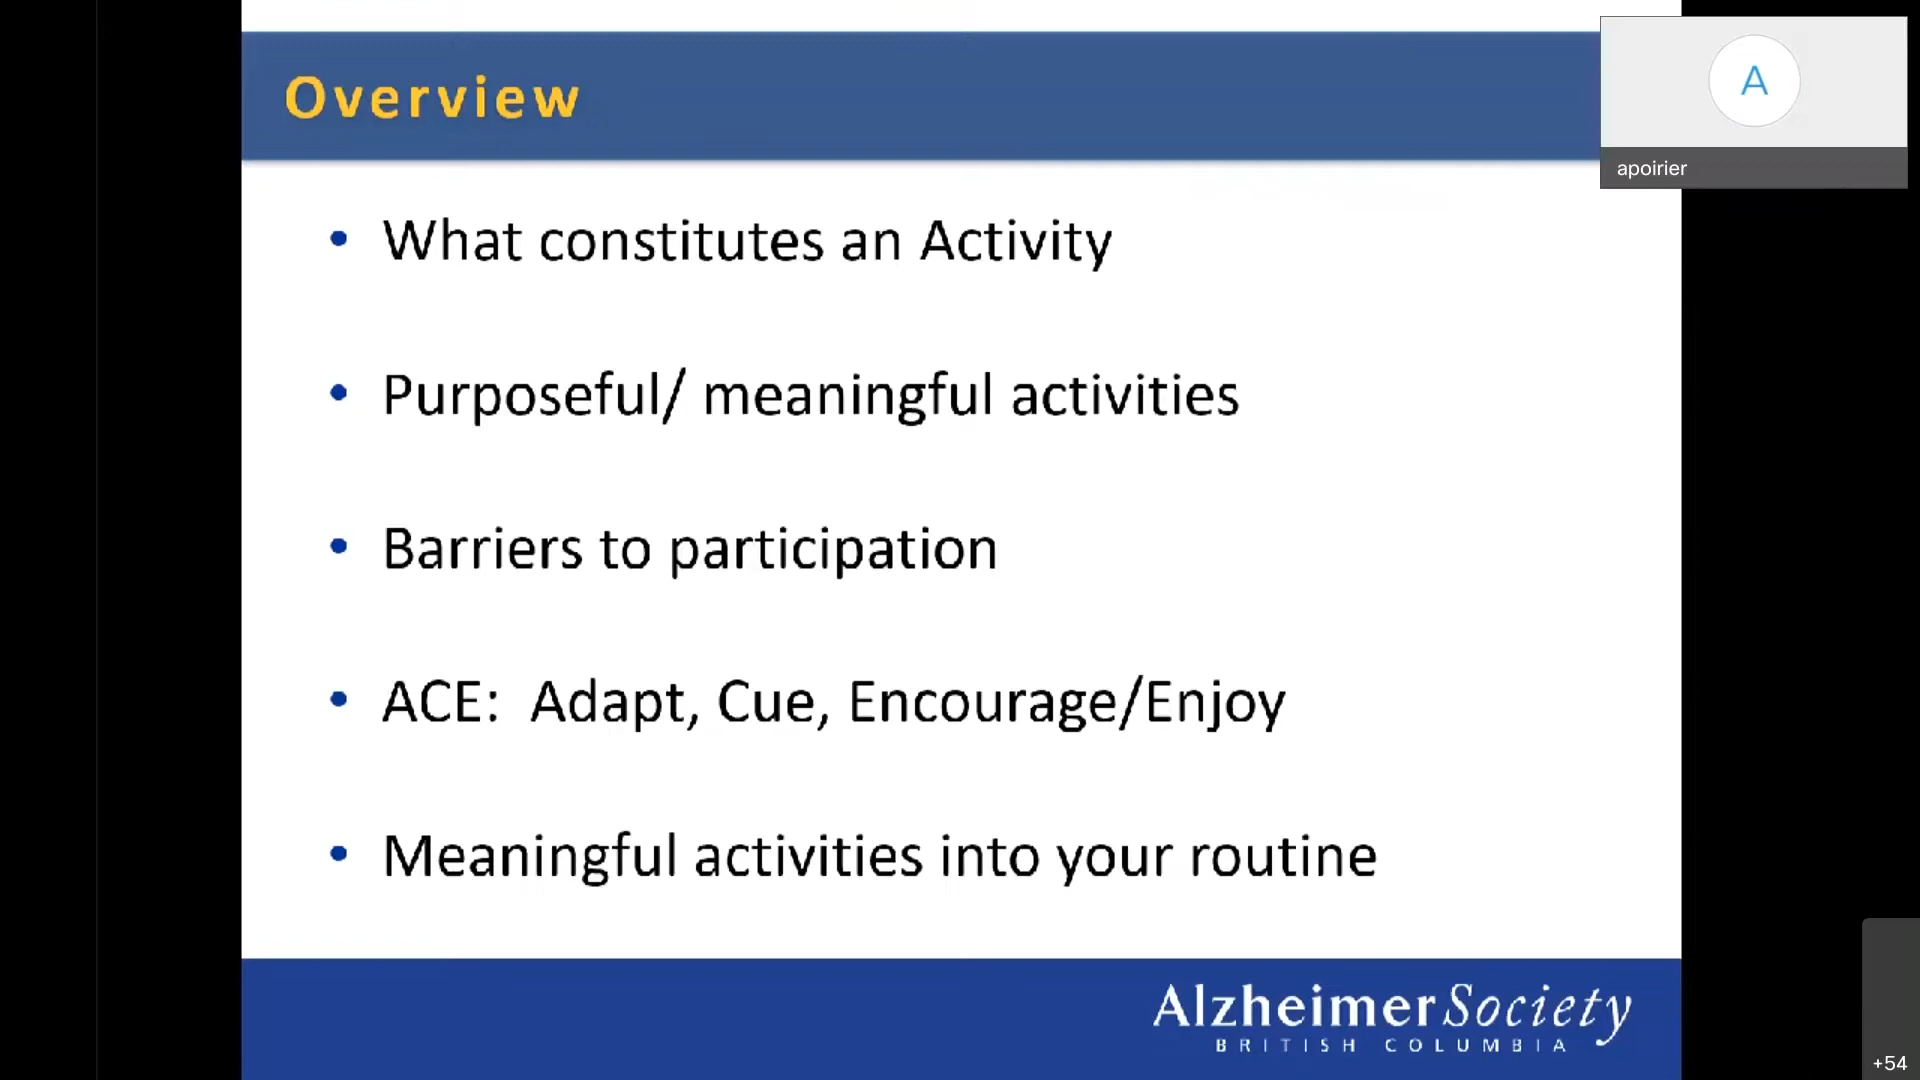 Overview
A
apoirier
• What constitutes an Activity
• Purposeful/ meaningful activities
• Barriers to participation
• ACE:  Adapt, Cue, Encourage/Enjoy
• Meaningful activities into your routine
AlzheimerSociety
BRITISH COLUMBIA
+54